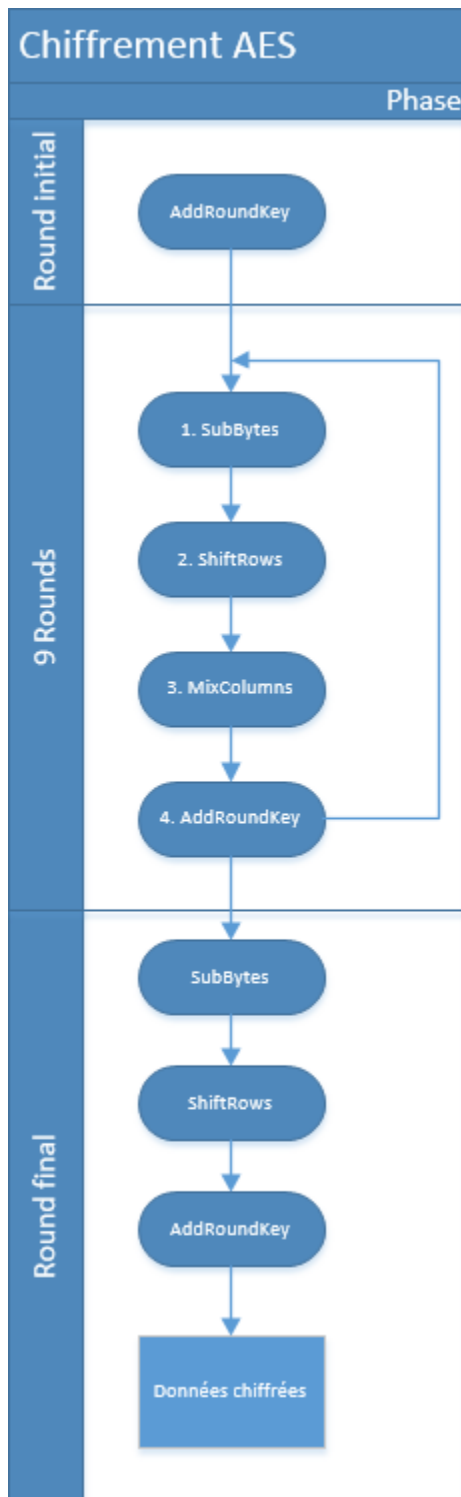 Chiffrement AES
Phase
Round initial
AddRoundKey
9 Rounds
1. SubBytes
2. ShiftRows
3. MixColumns
4. AddRoundKey
Round final
SubBytes
ShiftRows
AddRoundKey
Données chiffrées